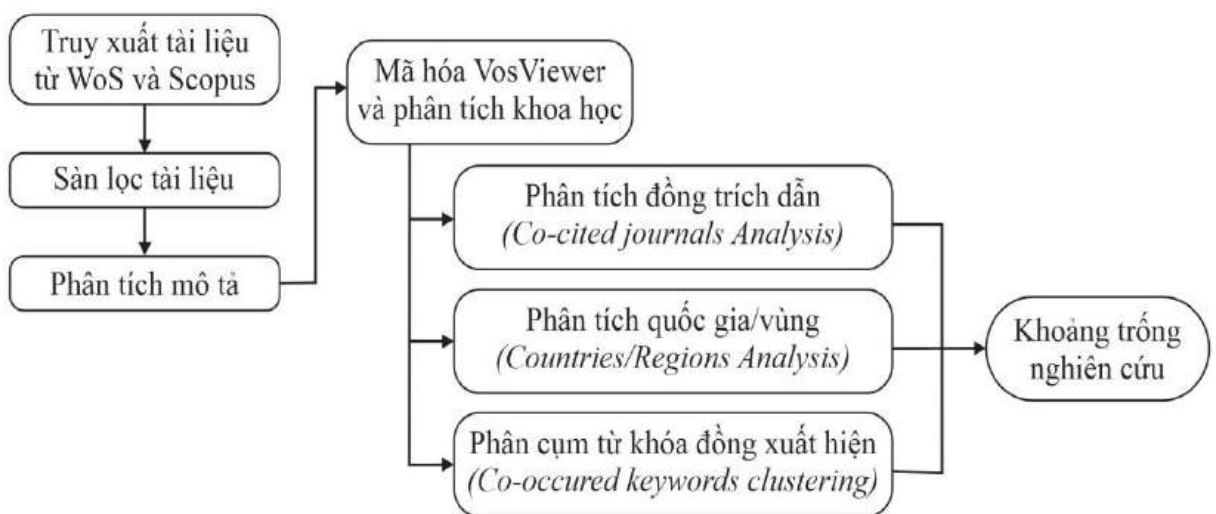 Truy xuất tài liệu
từ WoS và Scopus
Sàn lọc tài liệu
Phân tích mô tả
Mã hóa VosViewer
và phân tích khoa học
Phân tích đồng trích dẫn
(Co-cited journals Analysis)
Phân tích quốc gia/vùng
(Countries/Regions Analysis)
Phân cụm từ khóa đồng xuất hiện
(Co-occured keywords clustering)
Khoảng trống
nghiên cứu